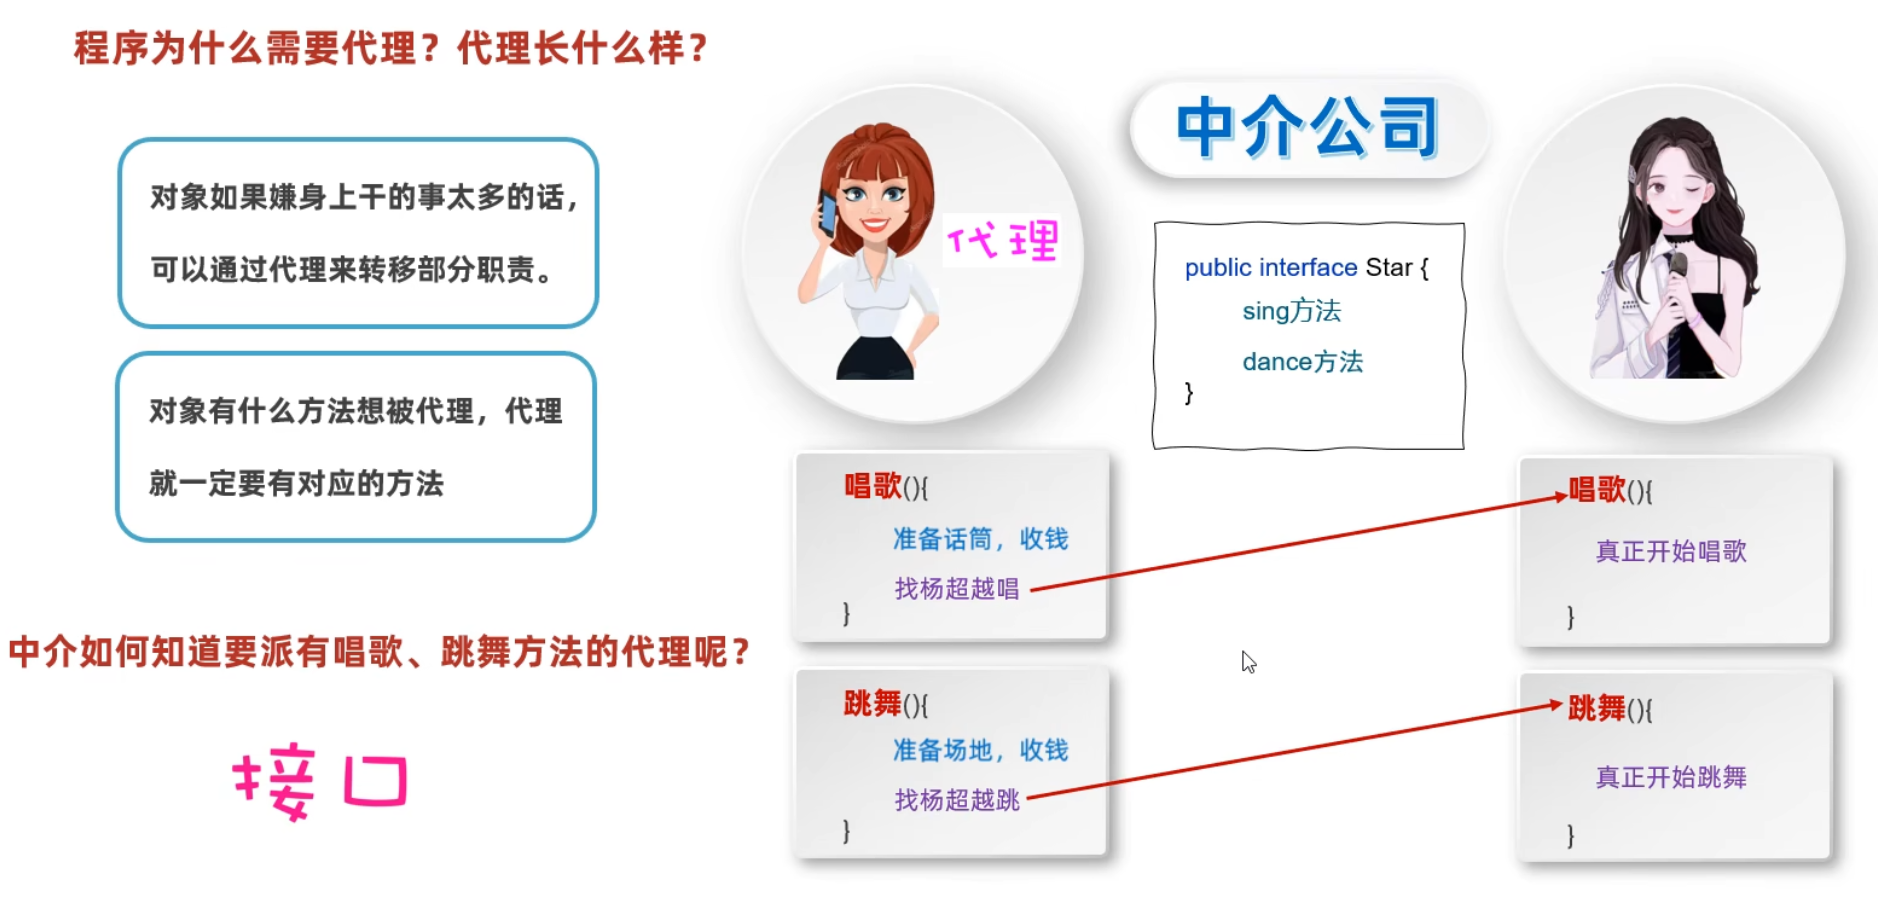 程序为什么需要代理？代理长什么样？
对象如果嫌身上干的事太多的话，
可以通过代理来转移部分职责。
对象有什么方法想被代理，代理
就一定要有对应的方法
中介如何知道要派有唱歌、跳舞方法的代理呢？
接口
代理
中介公司
public interface Star {
sing方法
dance方法
}
唱歌(){
准备话筒，收钱
找杨超越唱
}
唱歌(){
真正开始唱歌
}
跳舞(){
准备场地，收钱
找杨超越跳
}
跳舞(){
真正开始跳舞
}